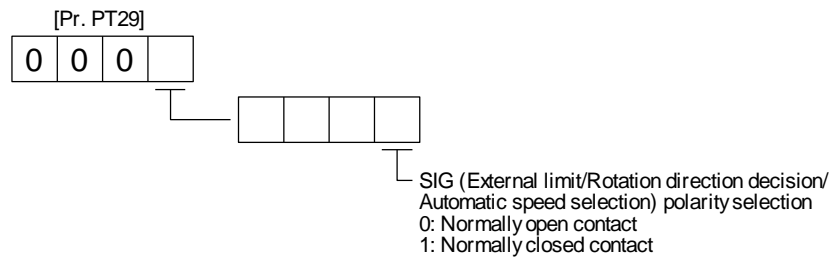 [Pr. PT29]
0 0 0
SIG (External limit/Rotation direction decision/
Automatic speed selection) polarity selection
0: Normally open contact
1: Normally closed contact